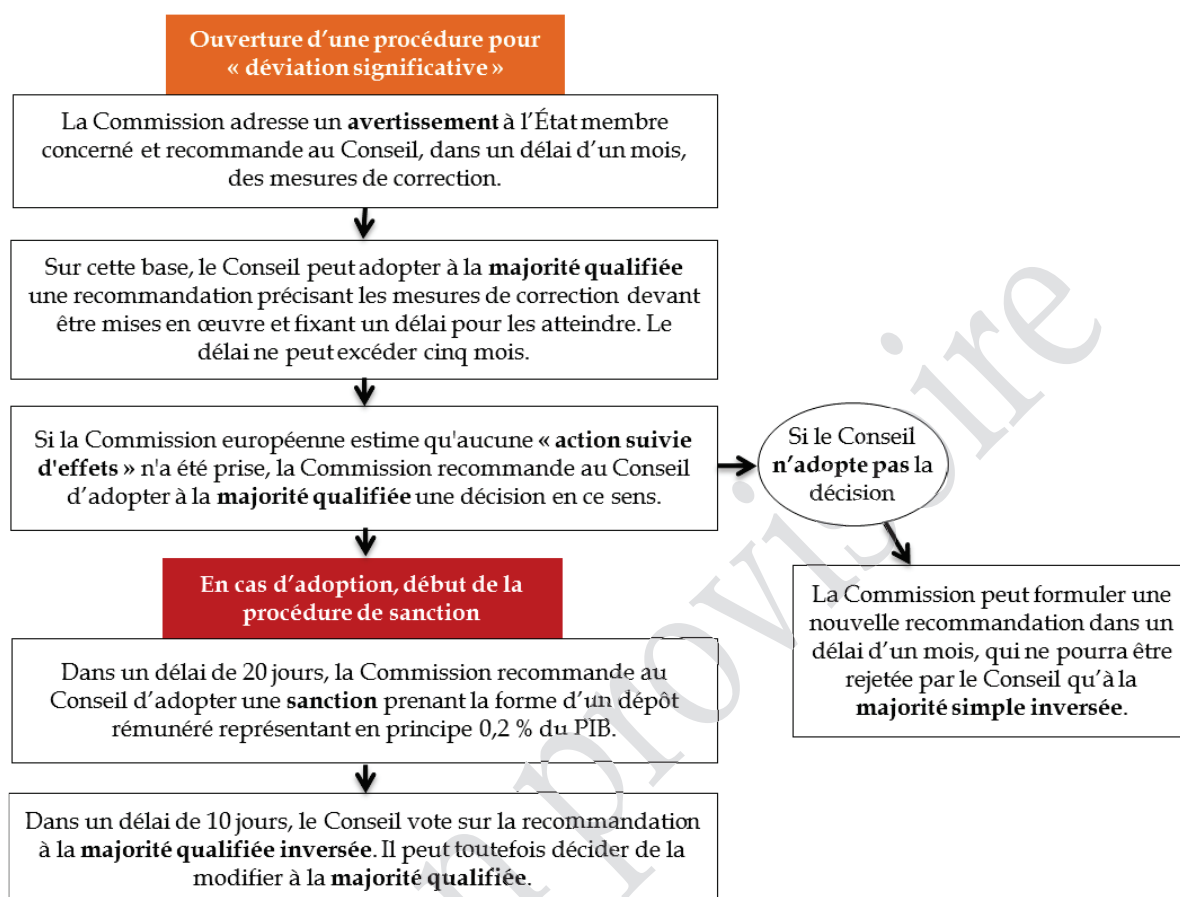 Ouverture d’une procédure pour
« déviation significative »
La Commission adresse un avertissement à l’État membre
concerné et recommande au Conseil, dans un délai d’un mois,
des mesures de correction.
Sur cette base, le Conseil peut adopter à la majorité qualifiée
une recommandation précisant les mesures de correction devant
être mises en œuvre et fixant un délai pour les atteindre. Le
délai ne peut excéder cinq mois.
Si la Commission européenne estime qu'aucune « action suivie
d'effets » n'a été prise, la Commission recommande au Conseil
d’adopter à la majorité qualifiée une décision en ce sens.
Si le Conseil
n’adopte pas la
décision
La Commission peut formuler une
nouvelle recommandation dans un
délai d’un mois, qui ne pourra être
rejetée par le Conseil qu’à la
majorité simple inversée.
En cas d’adoption, début de la
procédure de sanction
Dans un délai de 20 jours, la Commission recommande au
Conseil d’adopter une sanction prenant la forme d’un dépôt
rémunéré représentant en principe 0,2 % du PIB.
Dans un délai de 10 jours, le Conseil vote sur la recommandation
à la majorité qualifiée inversée. Il peut toutefois décider de la
modifier à la majorité qualifiée.
n provisoire